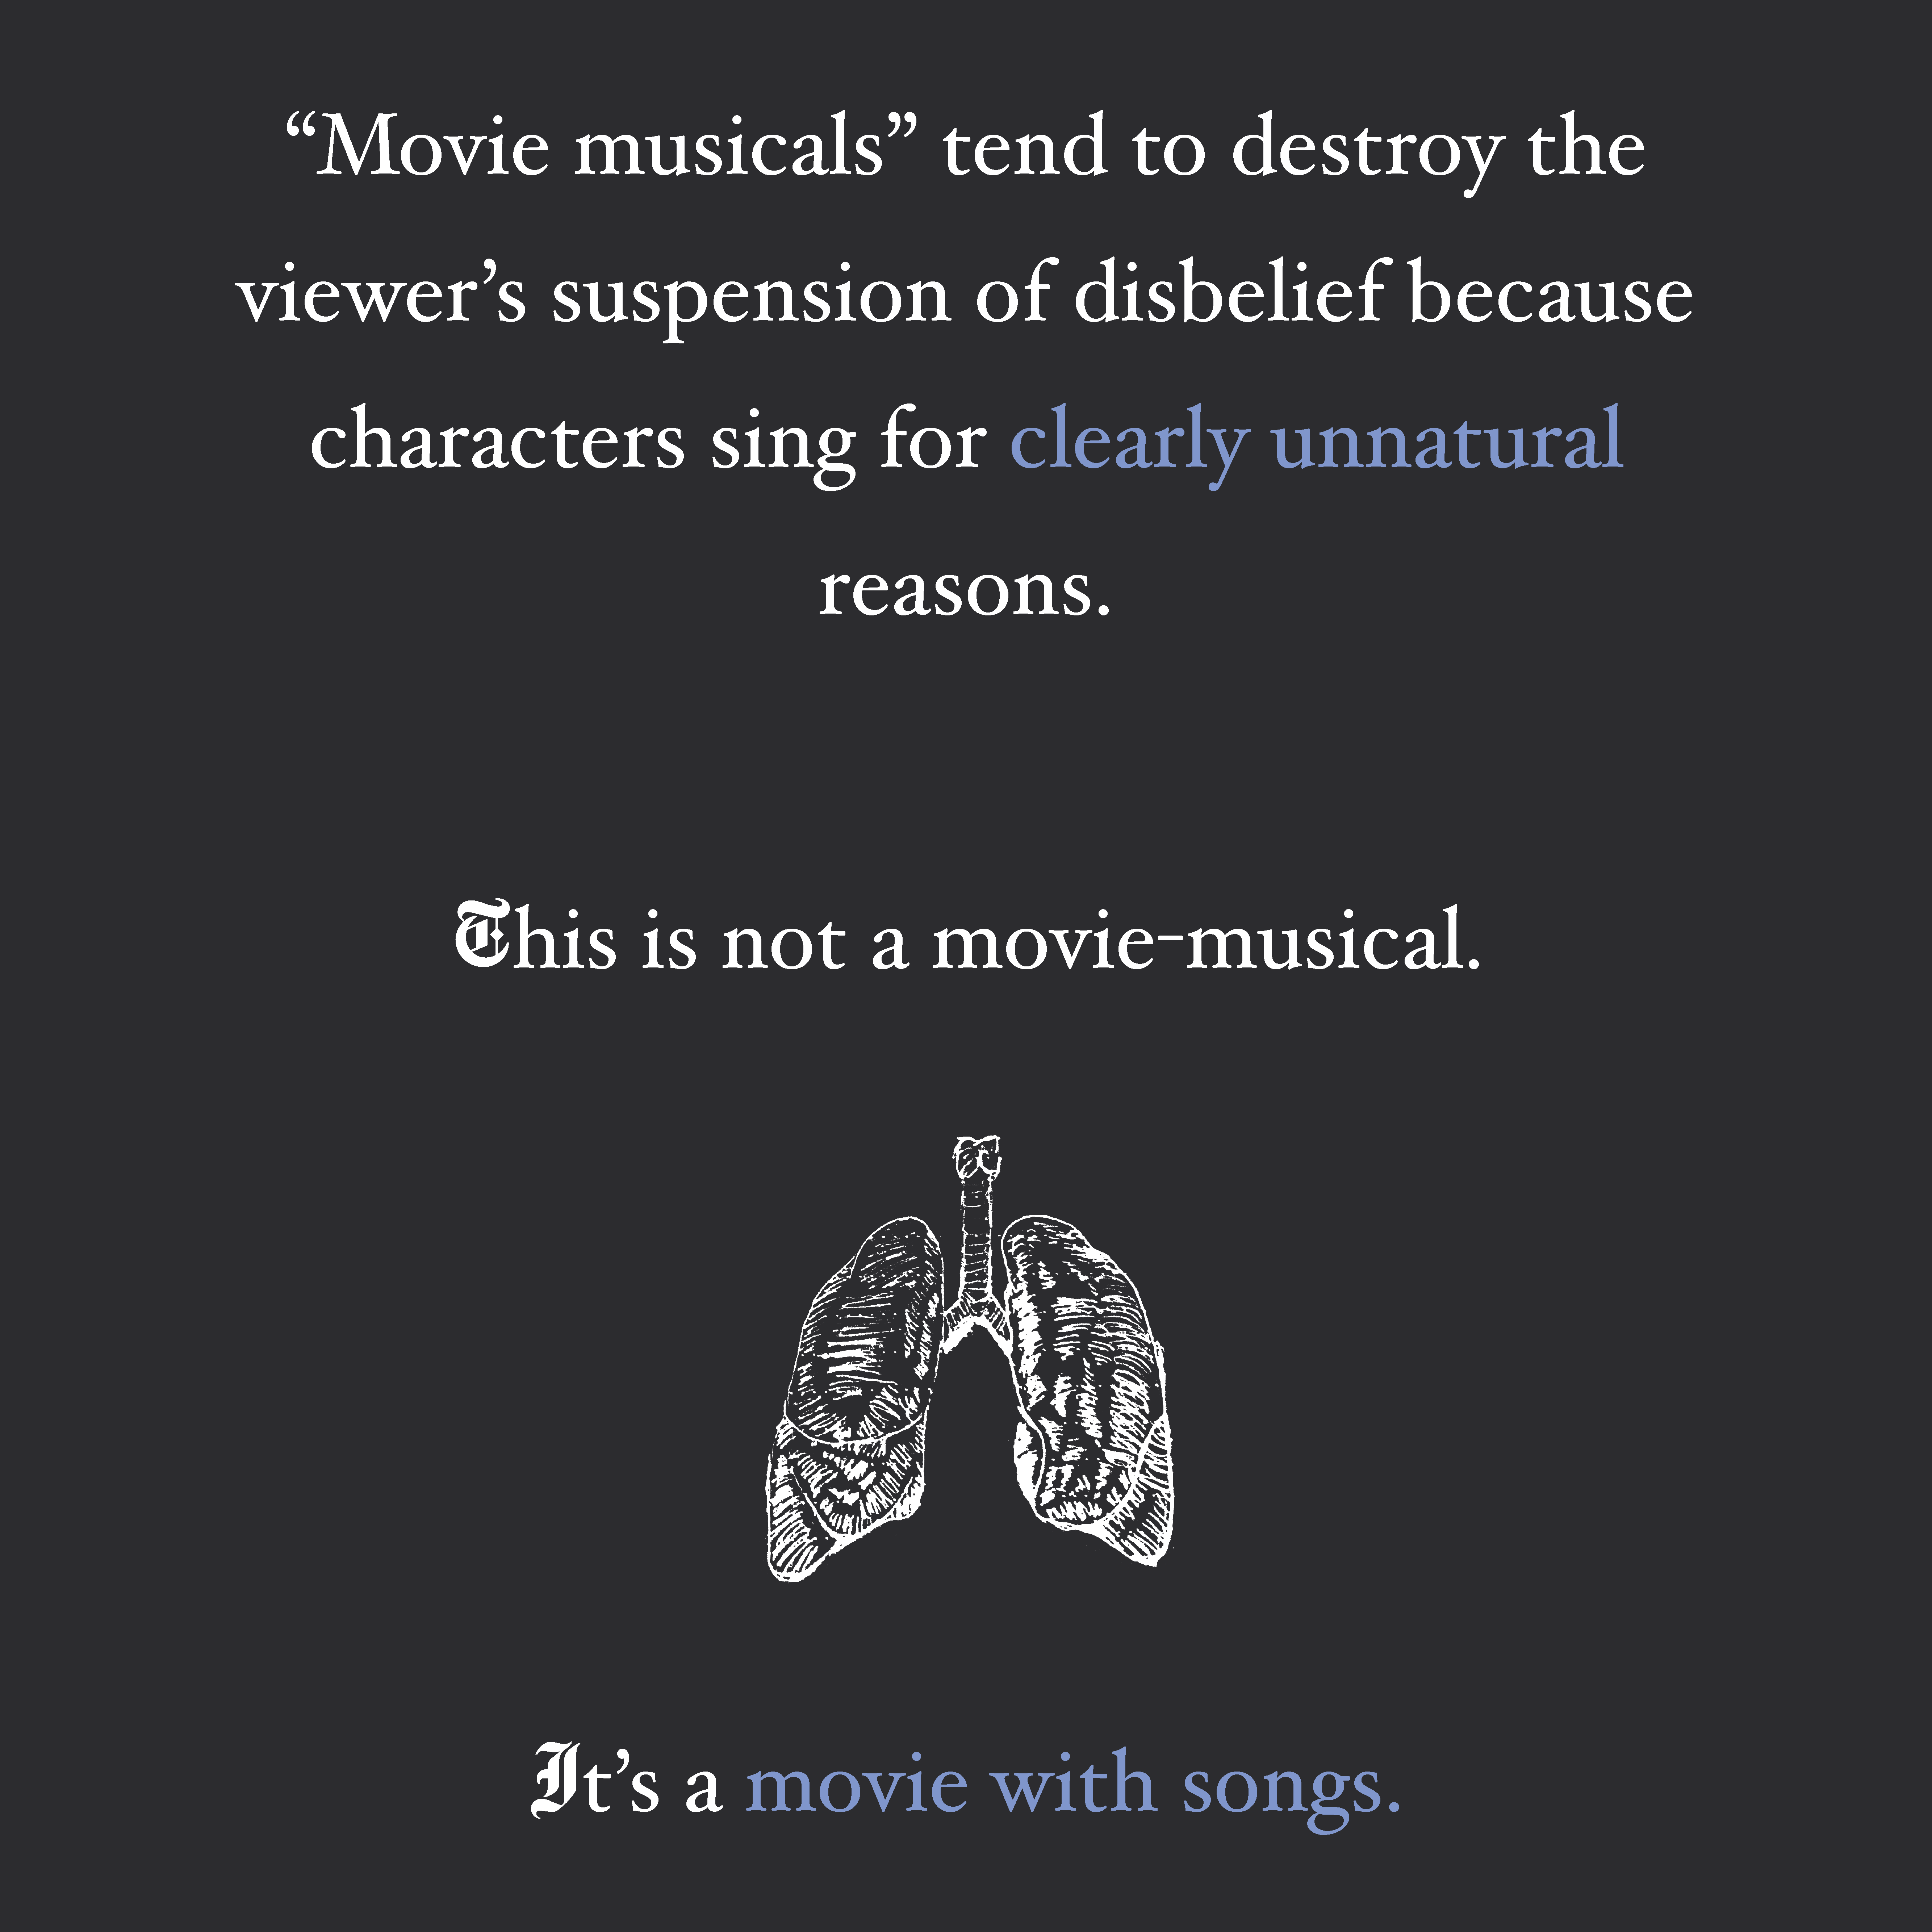 “Movie musicals” tend to destroy the
viewer’s suspension of disbelief because
characters sing for clearly unnatural
reasons.
This is not a movie-musical.
It’s a movie with songs.